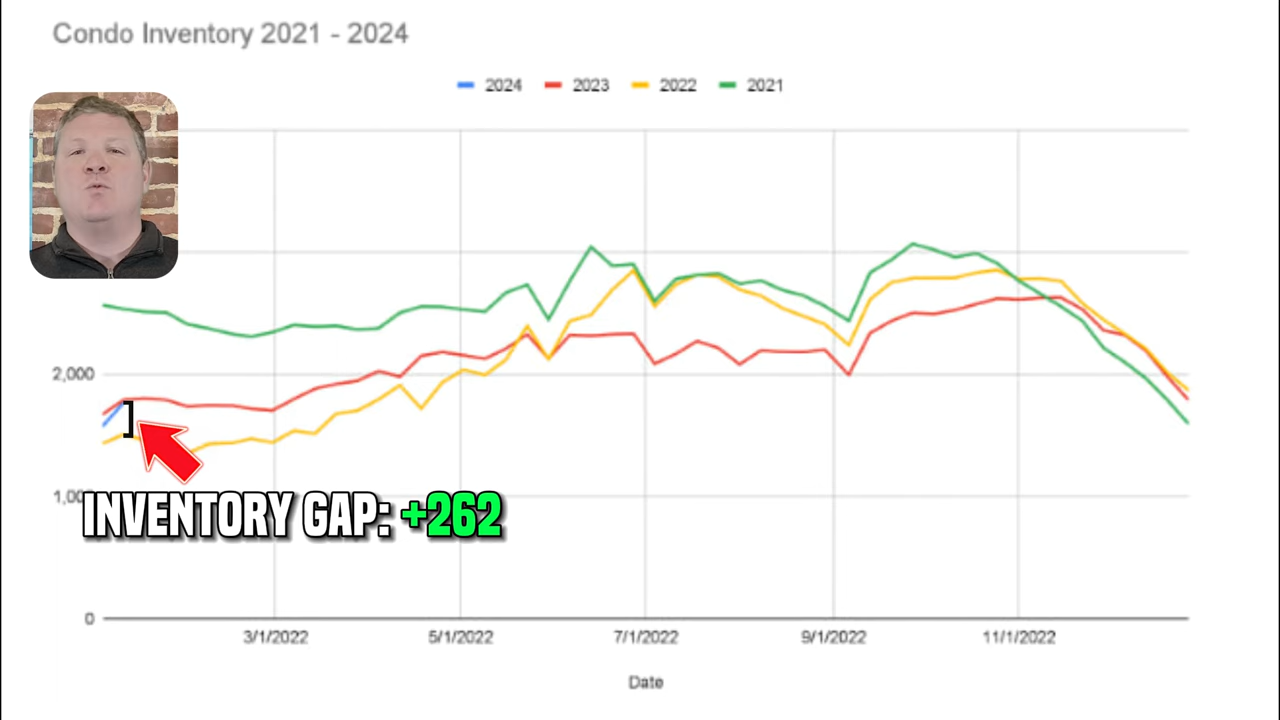 Condo Inventory 2021 - 2024
2024 2023 2022 2021
2,000
1,00
INVENTORY GAP: +262
0
3/1/2022 5/1/2022 7/1/2022 9/1/2022 11/1/2022
Date